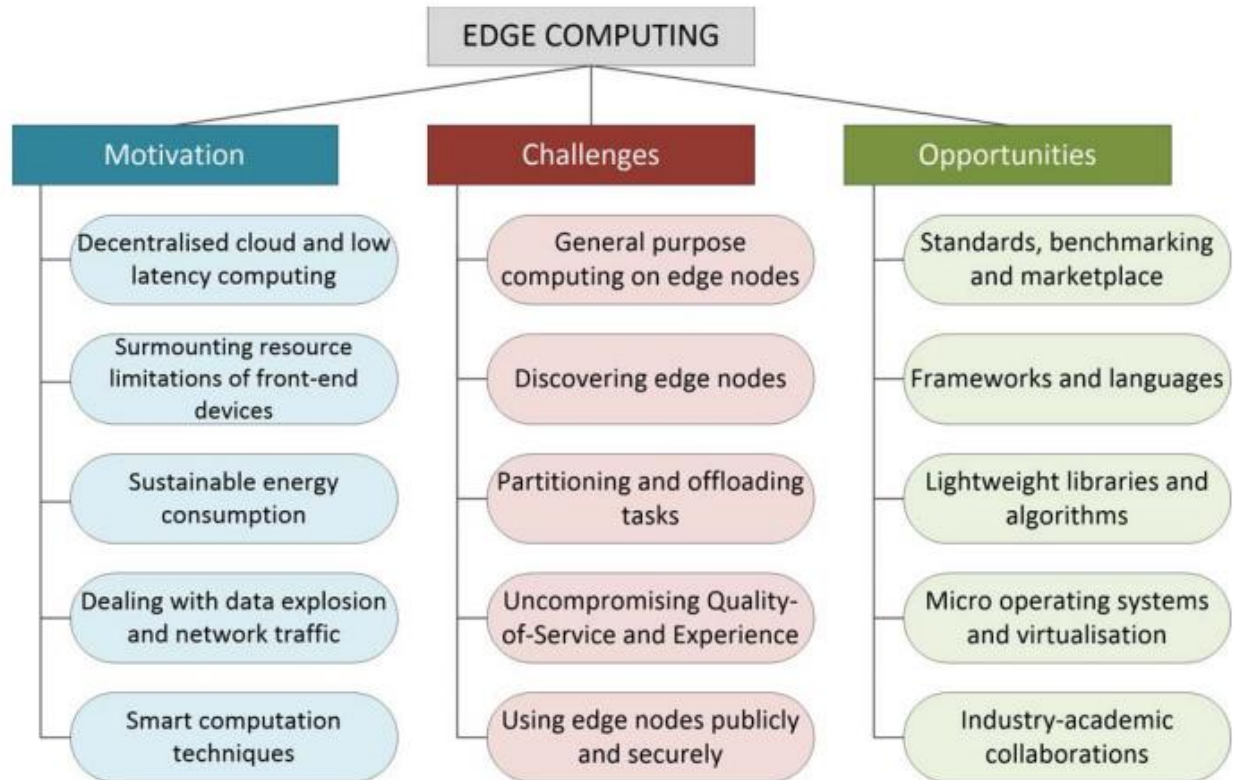 EDGE COMPUTING
Motivation
Decentralised cloud and low
latency computing
Surmounting resource
limitations of front-end
devices
Sustainable energy
consumption
Dealing with data explosion
and network traffic
Smart computation
techniques
Challenges
General purpose
computing on edge nodes
Discovering edge nodes
Partitioning and offloading
tasks
Uncompromising Quality-
of-Service and Experience
Using edge nodes publicly
and securely
Opportunities
Standards, benchmarking
and marketplace
Frameworks and languages
Lightweight libraries and
algorithms
Micro operating systems
and virtualisation
Industry-academic
collaborations